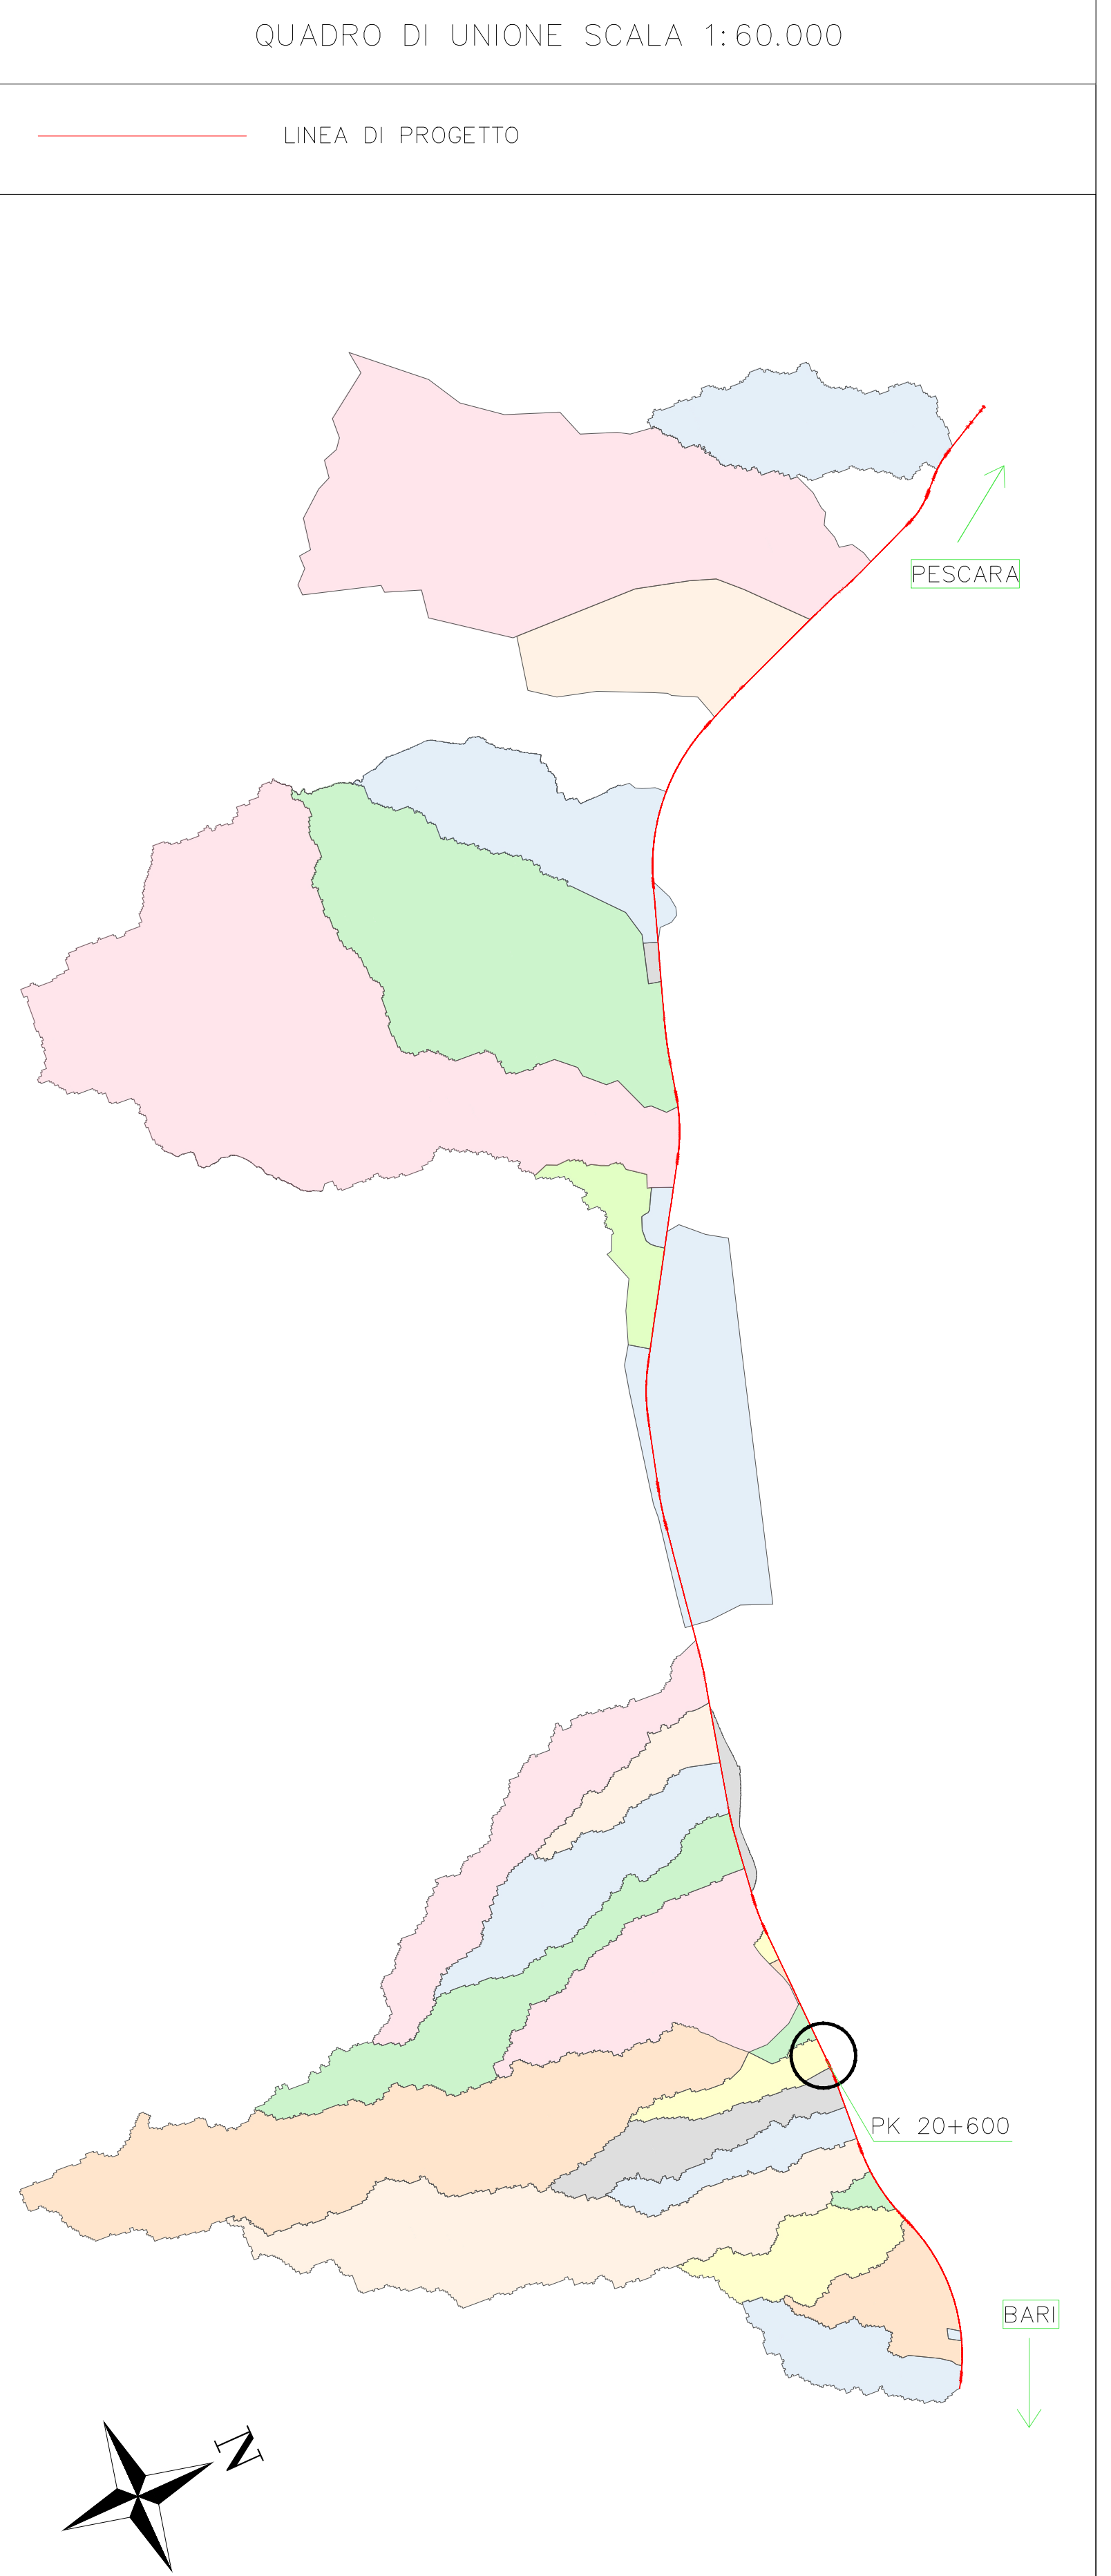 QUADRO DI UNIONE SCALA 1:60.000
LINEA DI PROGETTO
PESCARA
PK 20+600
BARI
N